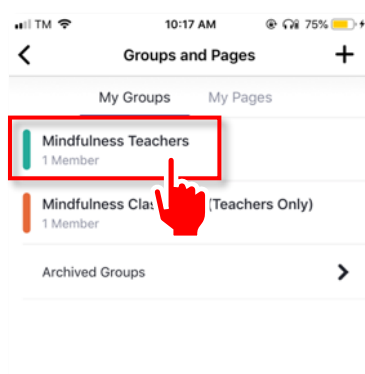 TM 10:17 AM 75%
Groups and Pages
My Groups My Pages
Mindfulness Teachers
1 Member
Mindfulness (Teachers Only)
1 Member
Archived Groups